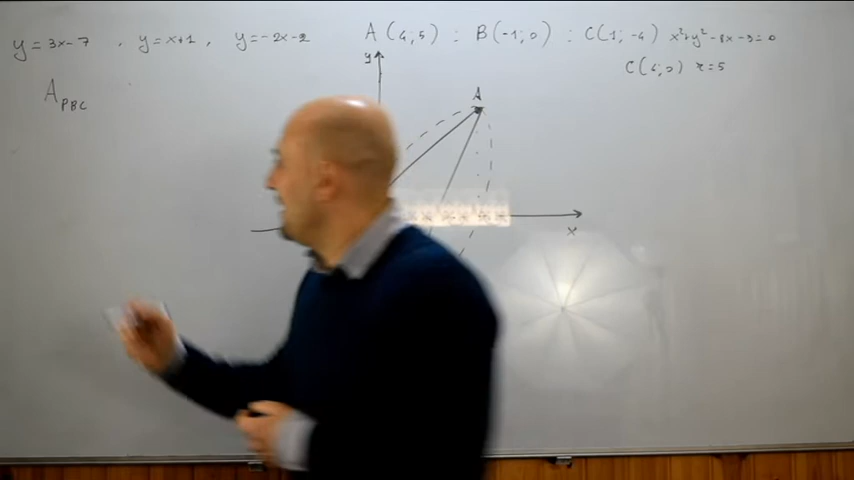 y=3x-7 , y=x+1 , y=-2x-2
A(4;5) : B(-1;0) : C(1;-4) x²+y²-8x-9=0
C(4;0) r=5
y
A
A_PBC
x